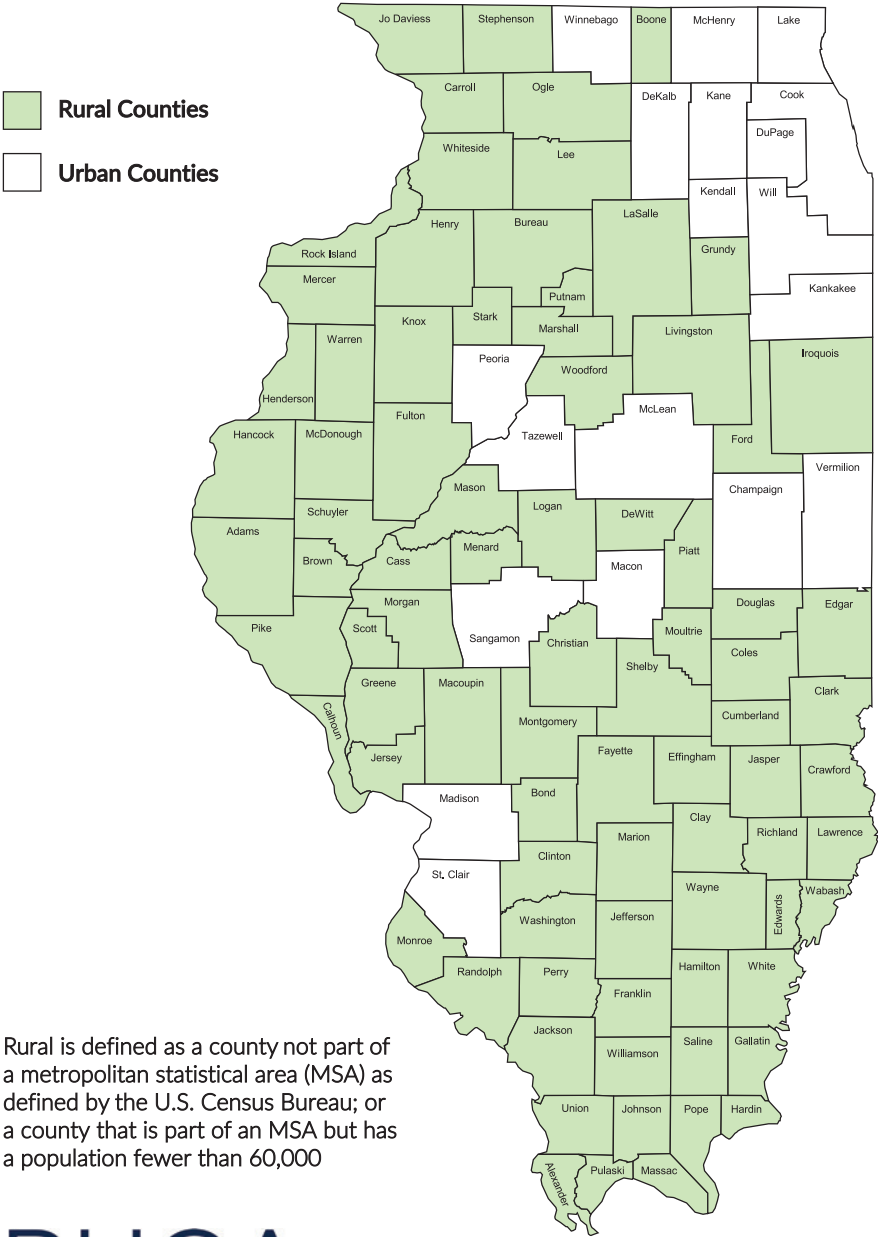 Jo Daviess
Stephenson
Winnebago
Boone
McHenry
Lake
Rural Counties
Urban Counties
Carroll
Ogle
DeKalb
Kane
Cook
DuPage
Whiteside
Lee
Kendall
Will
Rock Island
Henry
Bureau
LaSalle
Grundy
Kankakee
Mercer
Putnam
Stark
Knox
Marshall
Livingston
Warren
Peoria
Woodford
Iroquois
Henderson
Fulton
McLean
Hancock
McDonough
Tazewell
Ford
Vermilion
Mason
Champaign
Schuyler
Logan
DeWitt
Adams
Menard
Piatt
Brown
Cass
Macon
Morgan
Douglas
Edgar
Pike
Scott
Sangamon
Christian
Moultrie
Coles
Shelby
Greene
Macoupin
Clark
Calhoun
Montgomery
Cumberland
Jersey
Fayette
Effingham
Jasper
Crawford
Madison
Bond
Clay
Marion
Richland
Lawrence
Clinton
St. Clair
Wayne
Edwards
Wabash
Washington
Jefferson
Monroe
Randolph
Perry
Hamilton
White
Franklin
Jackson
Williamson
Saline
Gallatin
Union
Johnson
Pope
Hardin
Alexander
Pulaski
Massac
Rural is defined as a county not part of
a metropolitan statistical area (MSA) as
defined by the U.S. Census Bureau; or
a county that is part of an MSA but has
a population fewer than 60,000